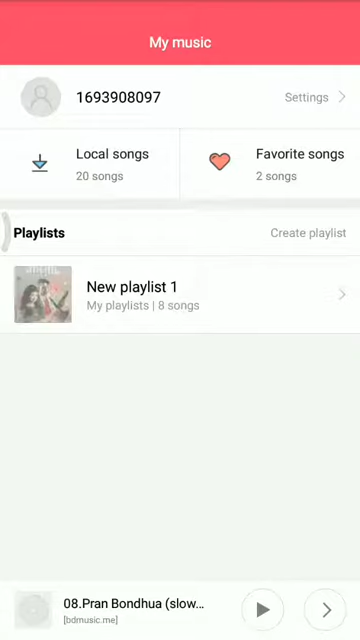 My music
1693908097
Settings
Local songs
20 songs
Favorite songs
2 songs
Playlists
Create playlist
New playlist 1
My playlists | 8 songs
08.Pran Bondhua (slow...
[bdmusic.me]